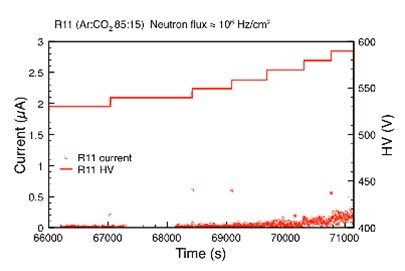 R11 (Ar:CO₂ 85:15) Neutron flux ≈ 10⁶ Hz/cm²
3
2.5
2
1.5
1
0.5
0
Current (µA)
R11 current
R11 HV
600
550
500
450
400
HV (V)
66000 67000 68000 69000 70000 71000
Time (s)